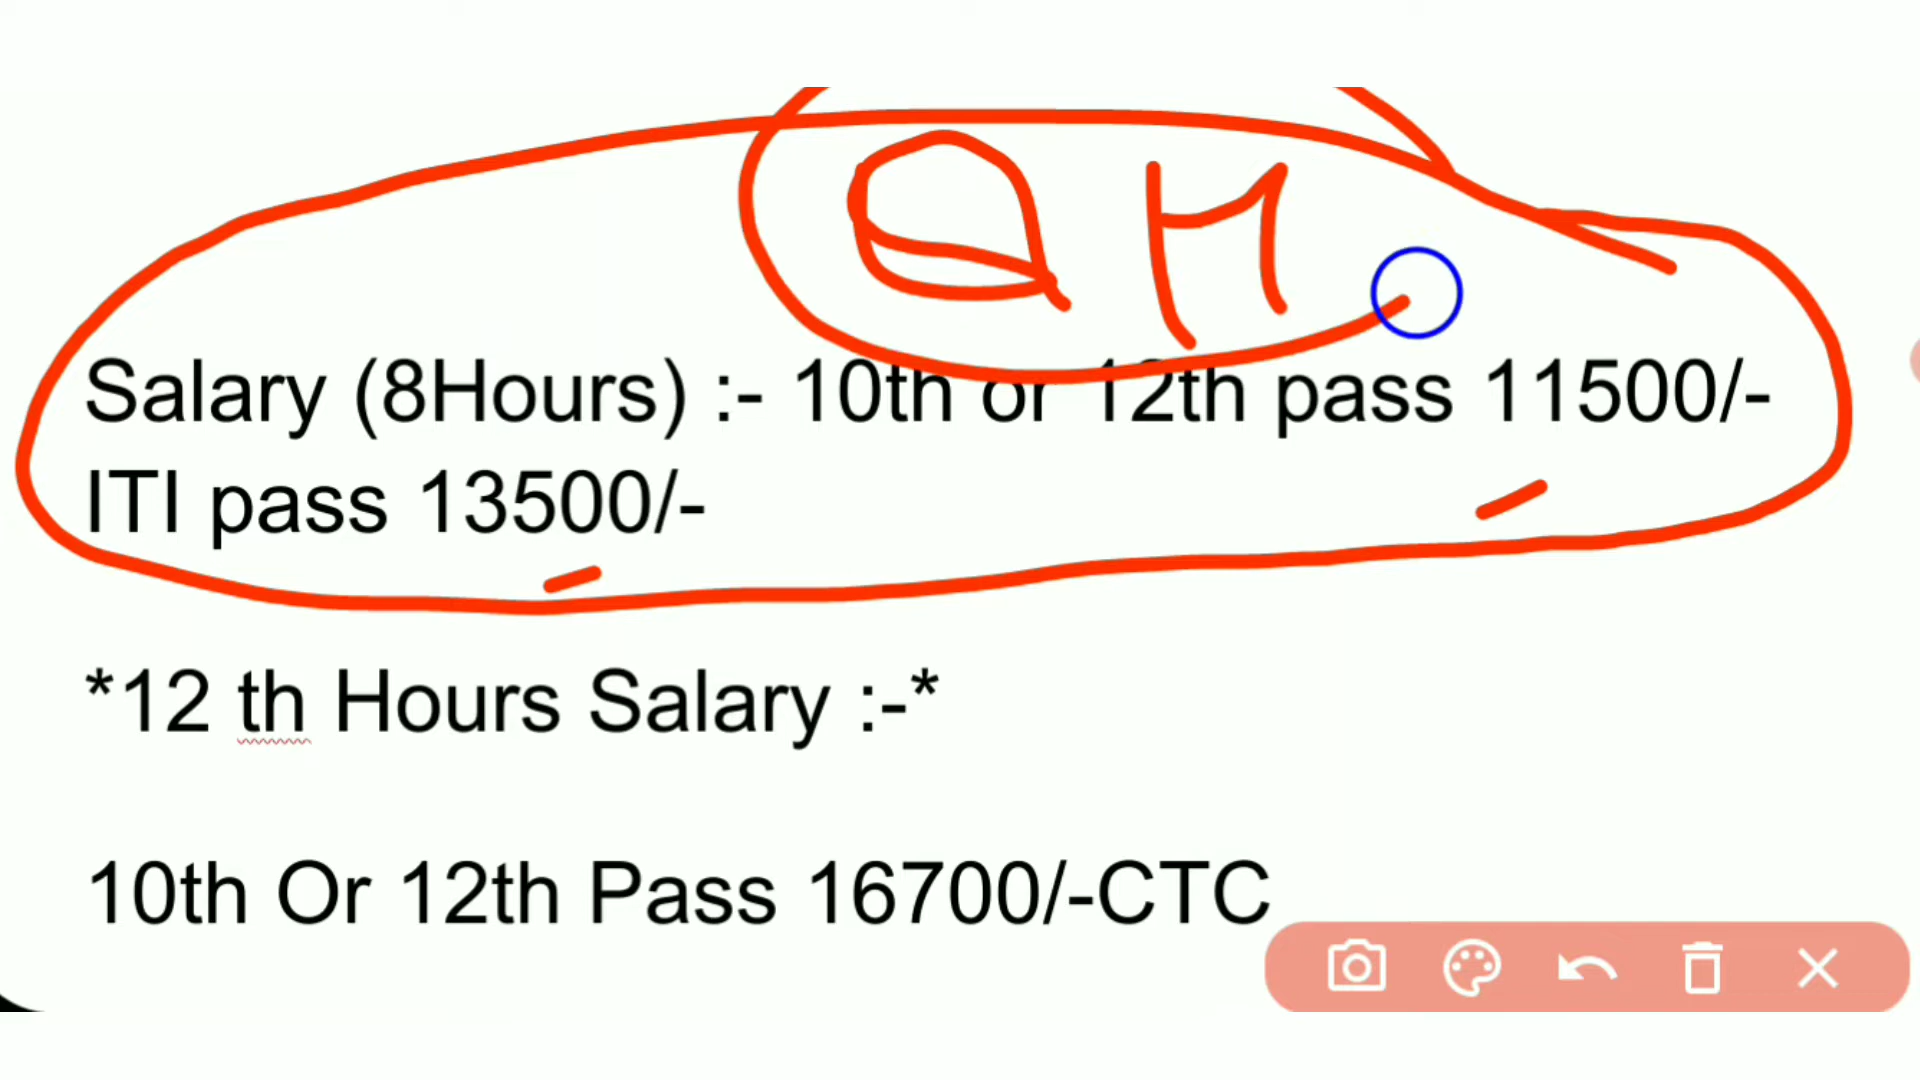 Salary (8Hours) :- 10th or 12th pass 11500/-
ITI pass 13500/-
*12 th Hours Salary :-*
10th Or 12th Pass 16700/-CTC